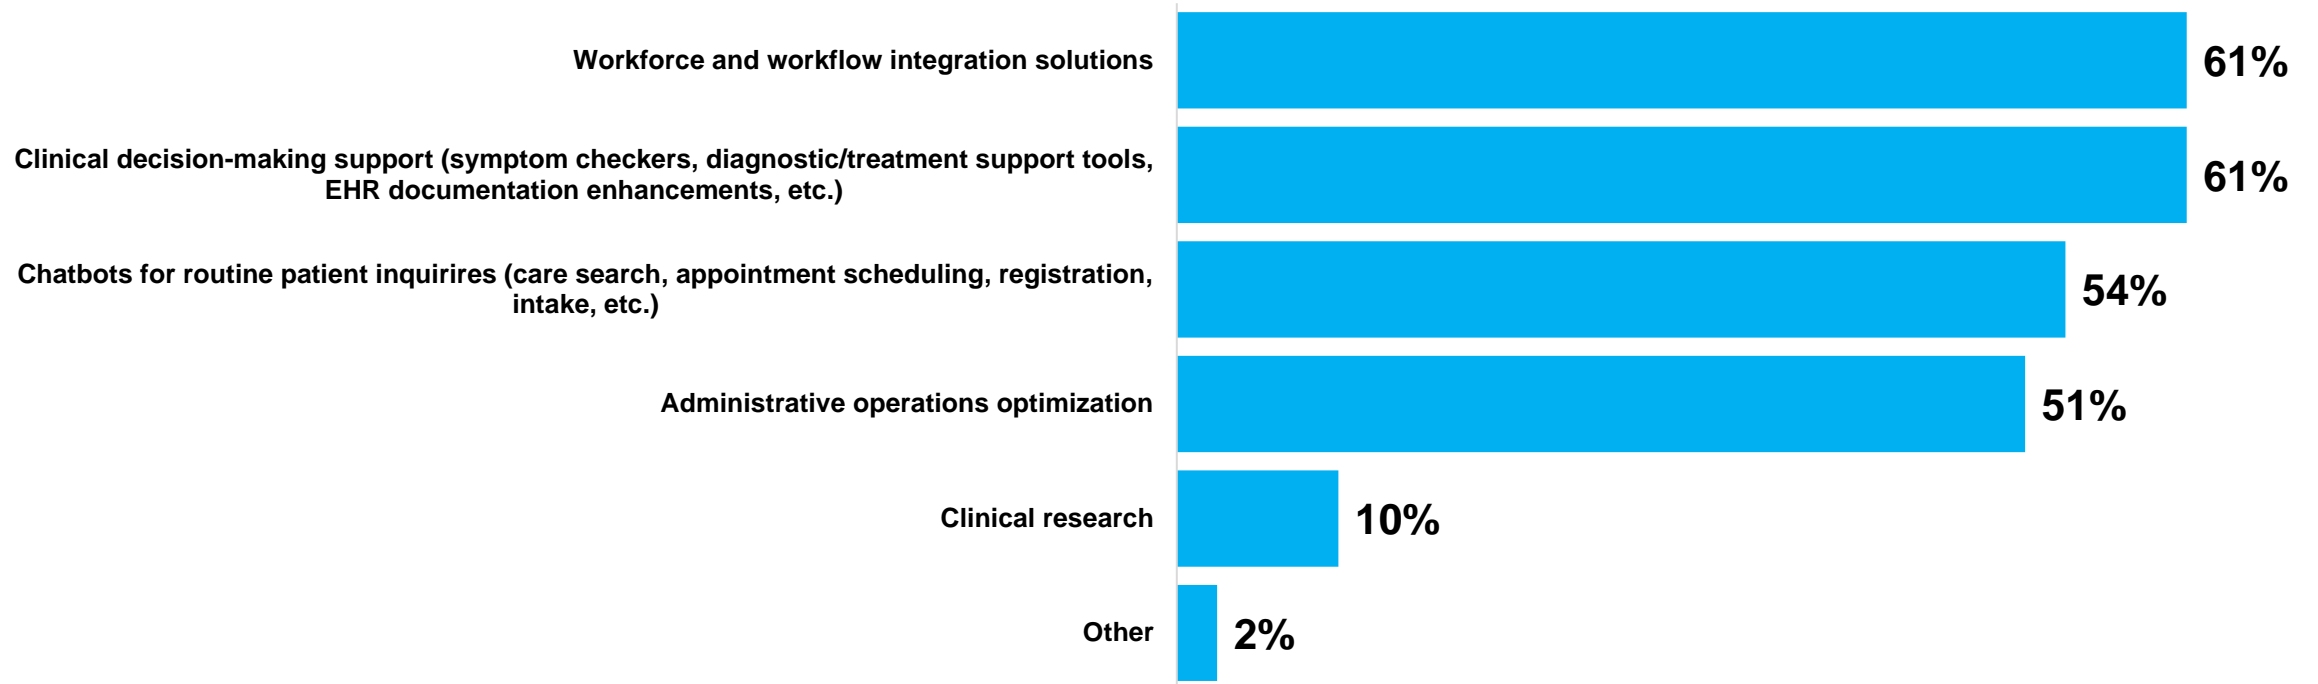 Workforce and workflow integration solutions
61%
Clinical decision-making support (symptom checkers, diagnostic/treatment support tools,
EHR documentation enhancements, etc.)
61%
Chatbots for routine patient inquirires (care search, appointment scheduling, registration,
intake, etc.)
54%
Administrative operations optimization
51%
Clinical research
10%
Other
2%